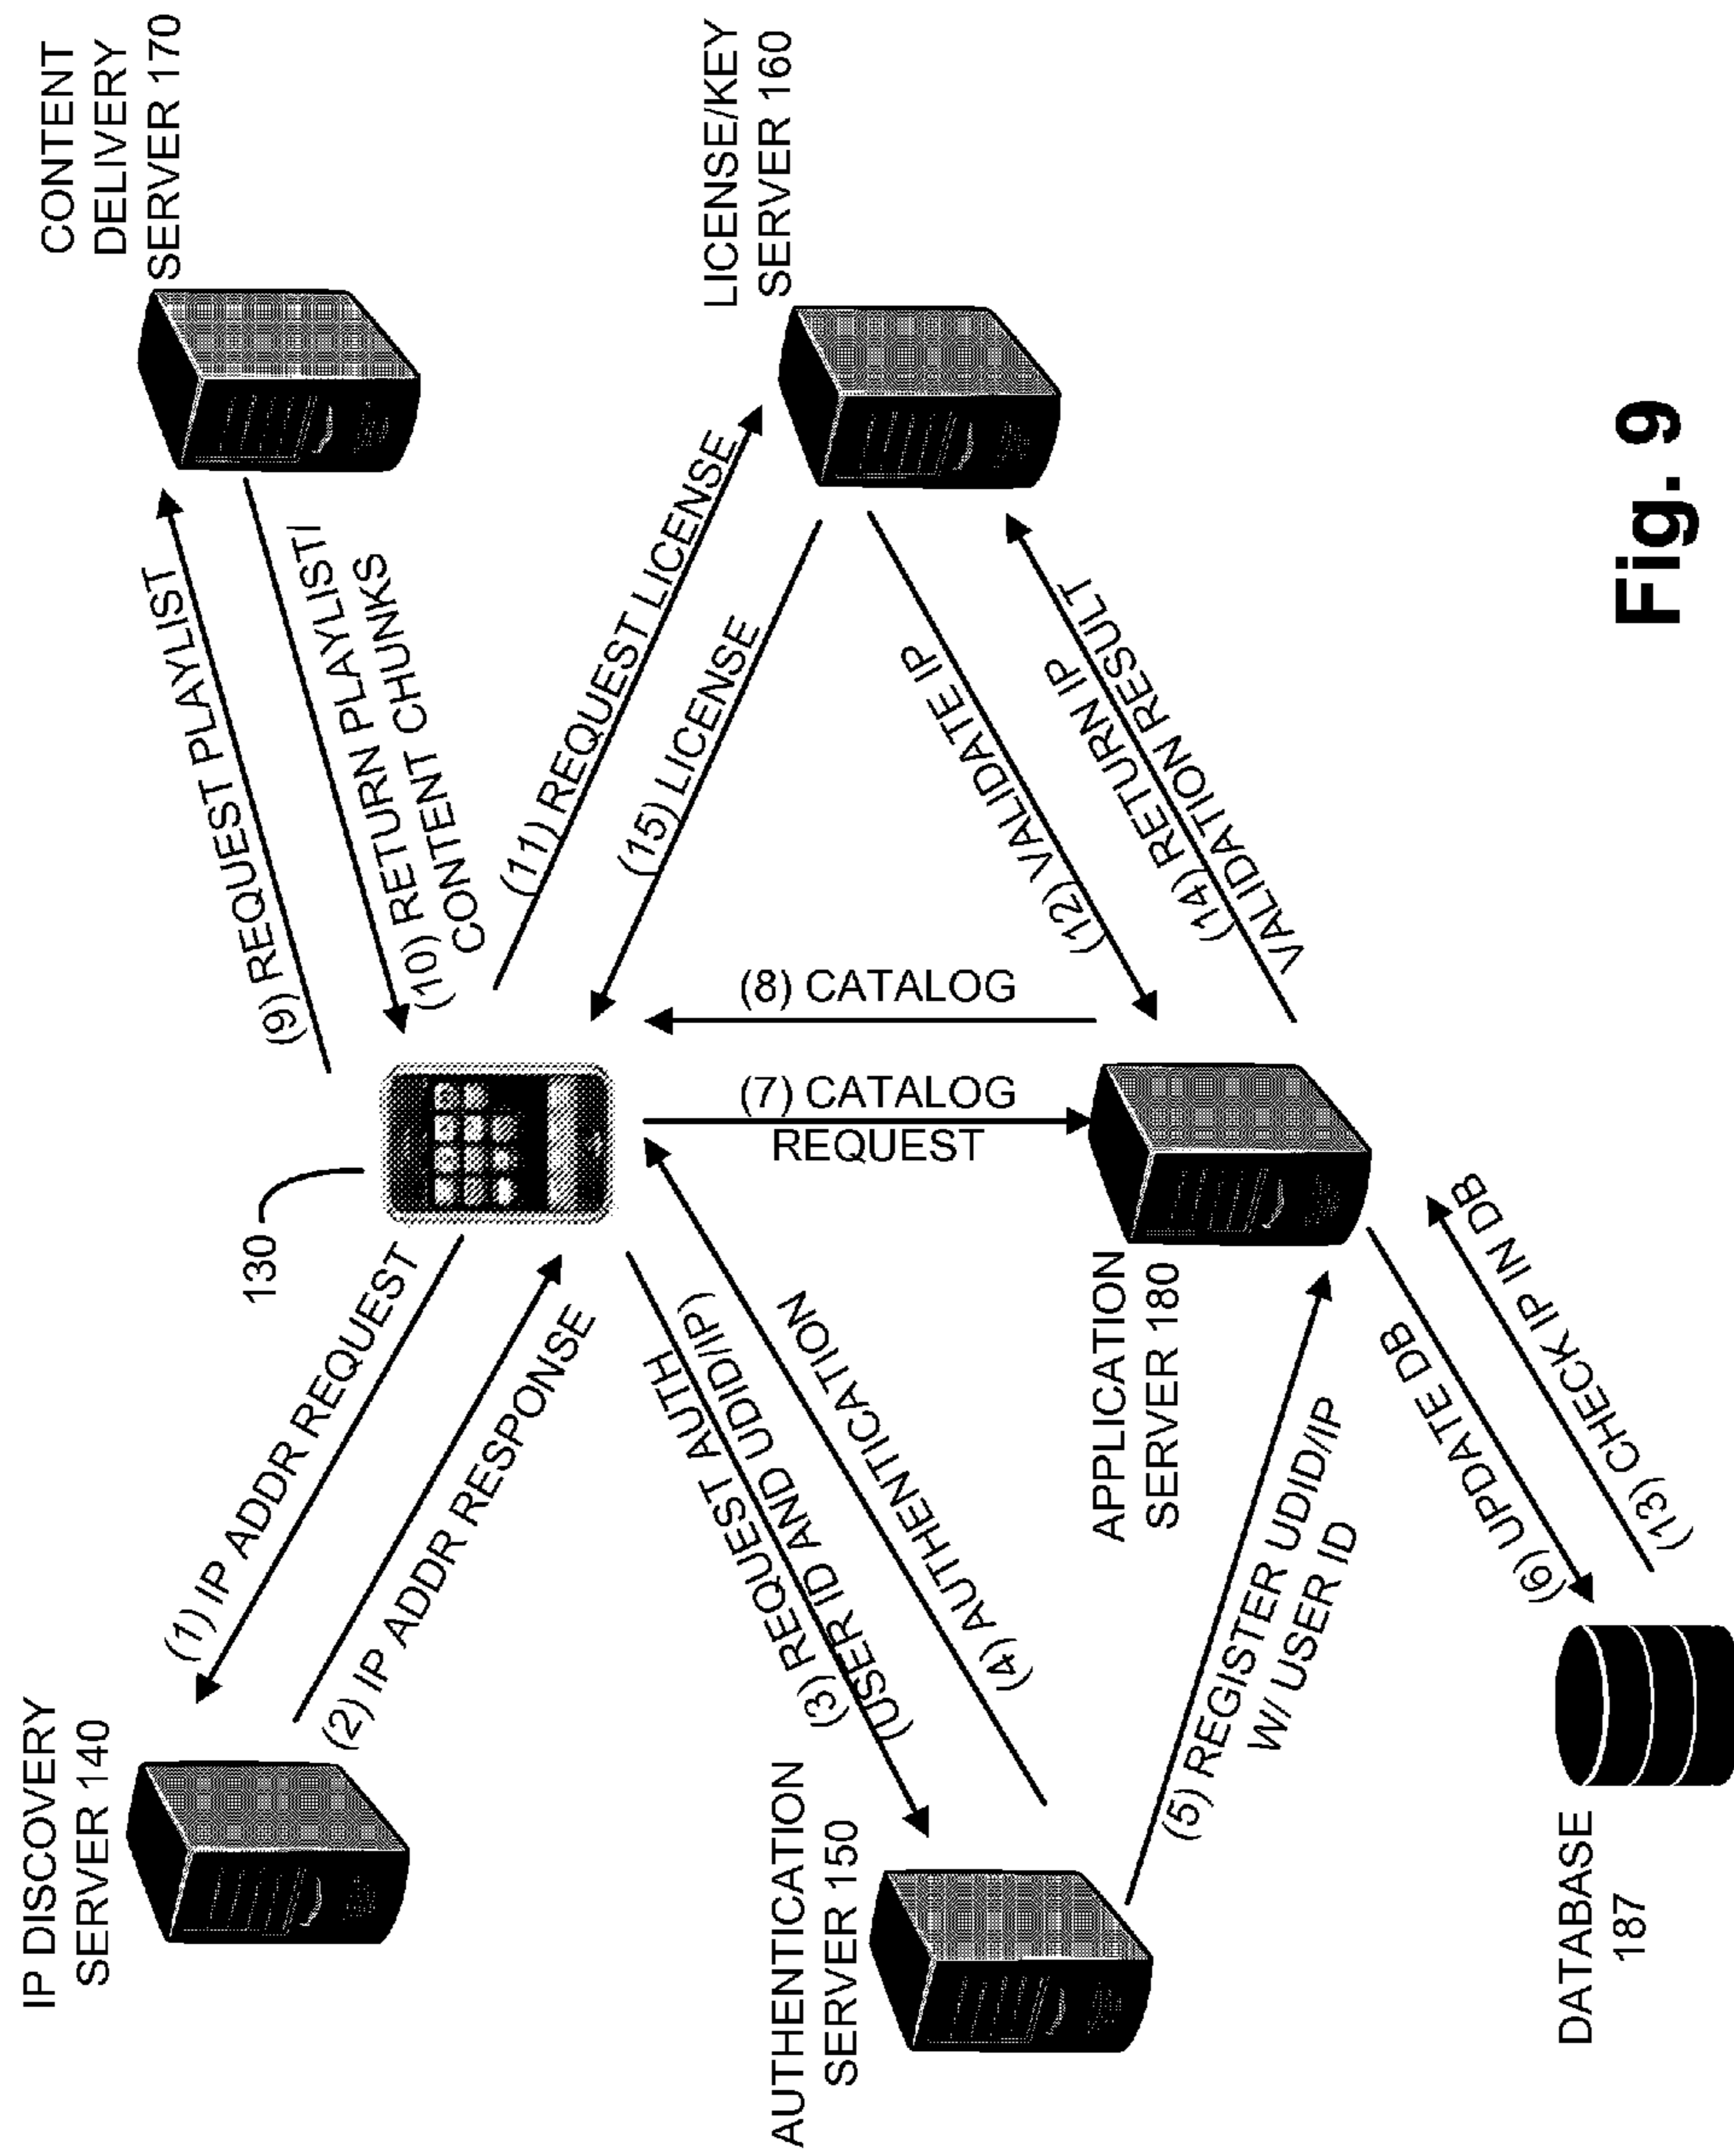 IP DISCOVERY
SERVER 140
(1) IP ADDR REQUEST
(2) IP ADDR RESPONSE
130
(9) REQUEST PLAYLIST
(10) RETURN PLAYLIST/
CONTENT CHUNKS
CONTENT
DELIVERY
SERVER 170
AUTHENTICATION
SERVER 150
(3) REQUEST AUTH
(USER ID AND UDID/IP)
(4) AUTHENTICATION
(7) CATALOG
REQUEST
(8) CATALOG
(11) REQUEST LICENSE
(15) LICENSE
LICENSE/KEY
SERVER 160
(5) REGISTER UDID/IP
W/ USER ID
APPLICATION
SERVER 180
(12) VALIDATE IP
(14) RETURN IP
VALIDATION RESULT
DATABASE
187
(6) UPDATE DB
(13) CHECK IP IN DB
Fig. 9